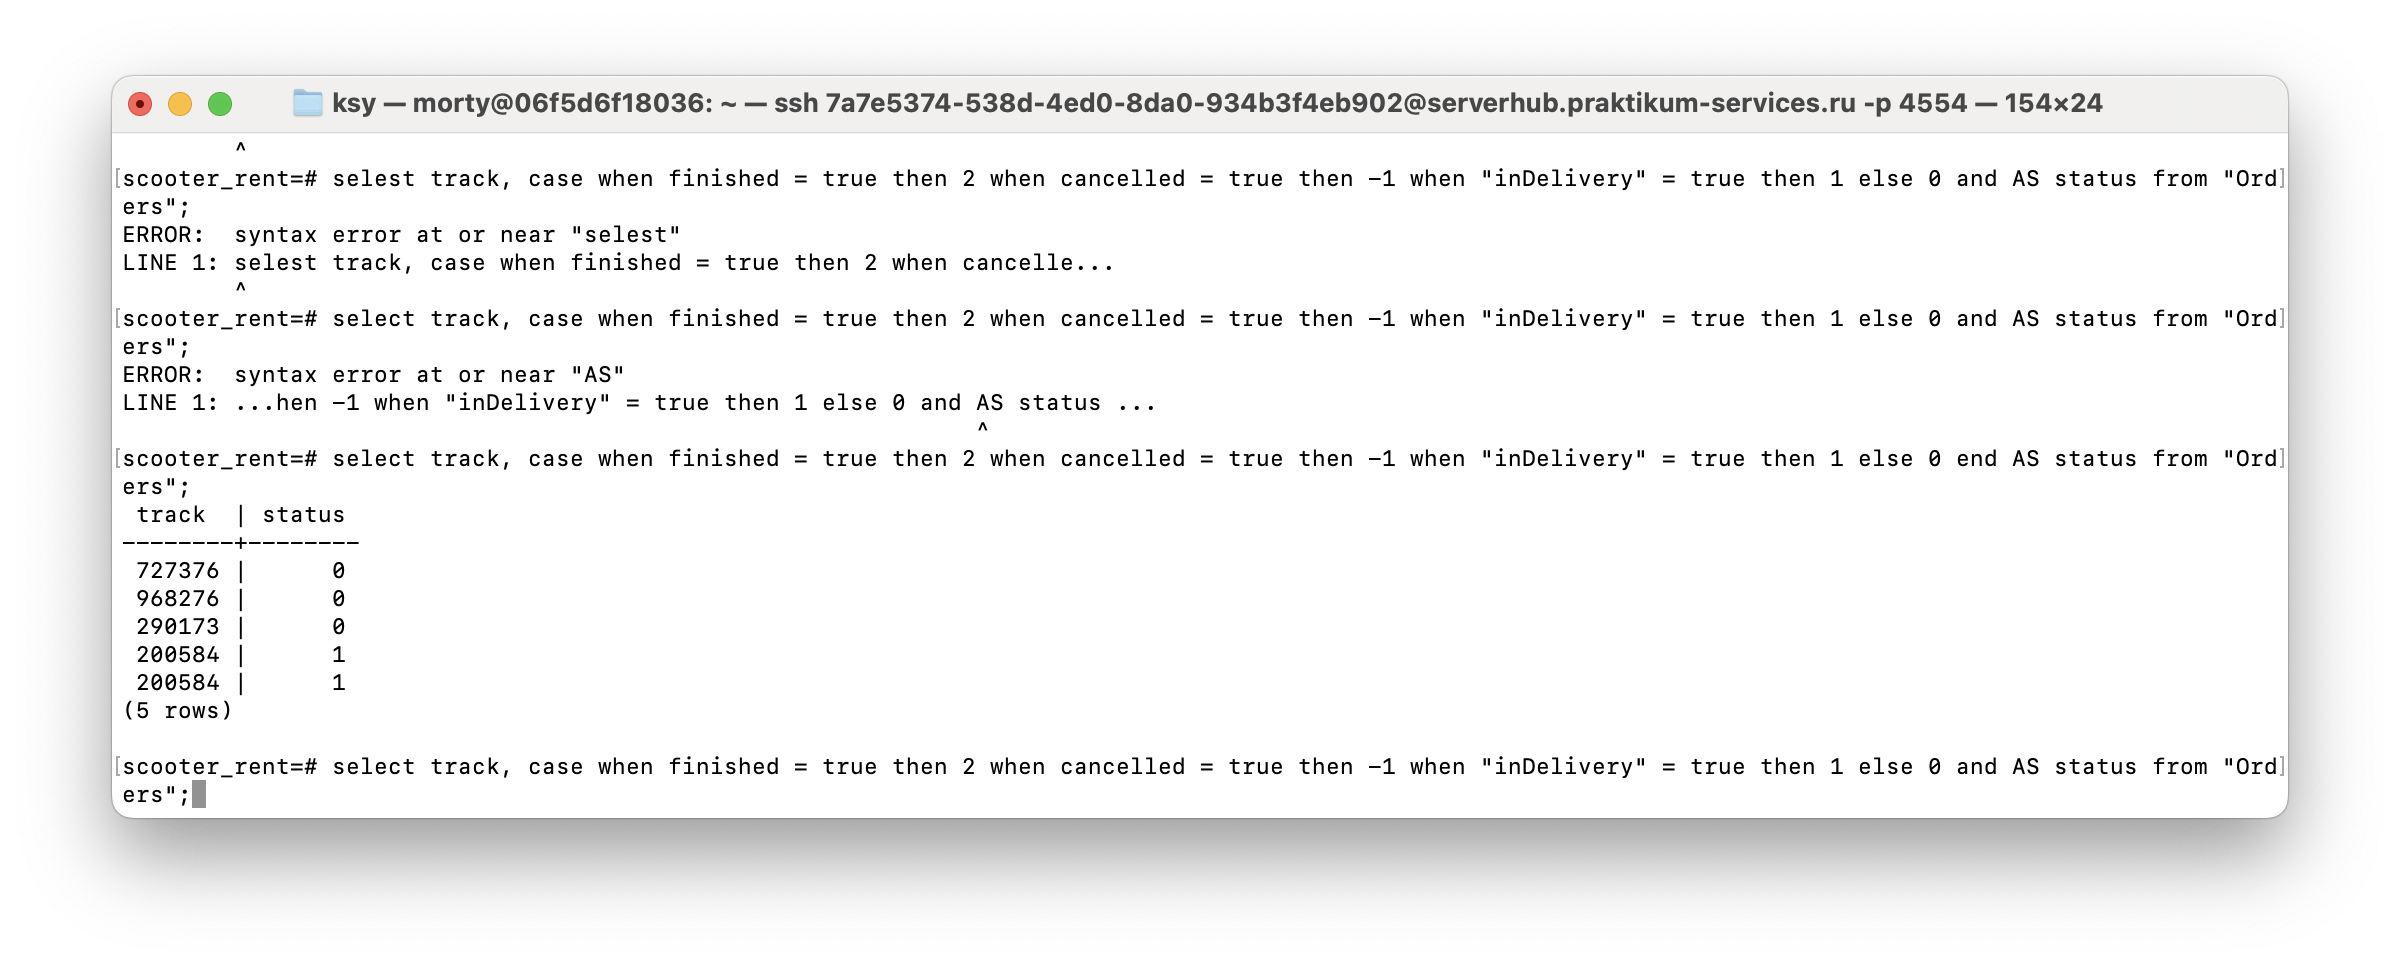 ksy — morty@06f5d6f18036: ~ — ssh 7a7e5374-538d-4ed0-8da0-934b3f4eb902@serverhub.praktikum-services.ru -p 4554 — 154×24
^
[scooter_rent=# selest track, case when finished = true then 2 when cancelled = true then -1 when "inDelivery" = true then 1 else 0 and AS status from "Ord]
ers";
ERROR:  syntax error at or near "selest"
LINE 1: selest track, case when finished = true then 2 when cancelle...
^
[scooter_rent=# select track, case when finished = true then 2 when cancelled = true then -1 when "inDelivery" = true then 1 else 0 and AS status from "Ord]
ers";
ERROR:  syntax error at or near "AS"
LINE 1: ...hen -1 when "inDelivery" = true then 1 else 0 and AS status ...
^
[scooter_rent=# select track, case when finished = true then 2 when cancelled = true then -1 when "inDelivery" = true then 1 else 0 end AS status from "Ord]
ers";
track  | status
--------+--------
727376 |      0
968276 |      0
290173 |      0
200584 |      1
200584 |      1
(5 rows)
[scooter_rent=# select track, case when finished = true then 2 when cancelled = true then -1 when "inDelivery" = true then 1 else 0 and AS status from "Ord]
ers";